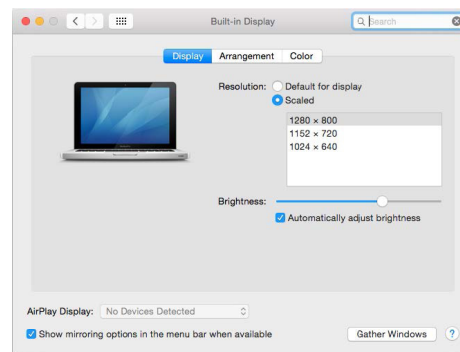 Built-in Display
Search
Display Arrangement Color
Resolution: Default for display
Scaled
1280 × 800
1152 × 720
1024 × 640
Brightness:
Automatically adjust brightness
AirPlay Display: No Devices Detected
Show mirroring options in the menu bar when available
Gather Windows ?